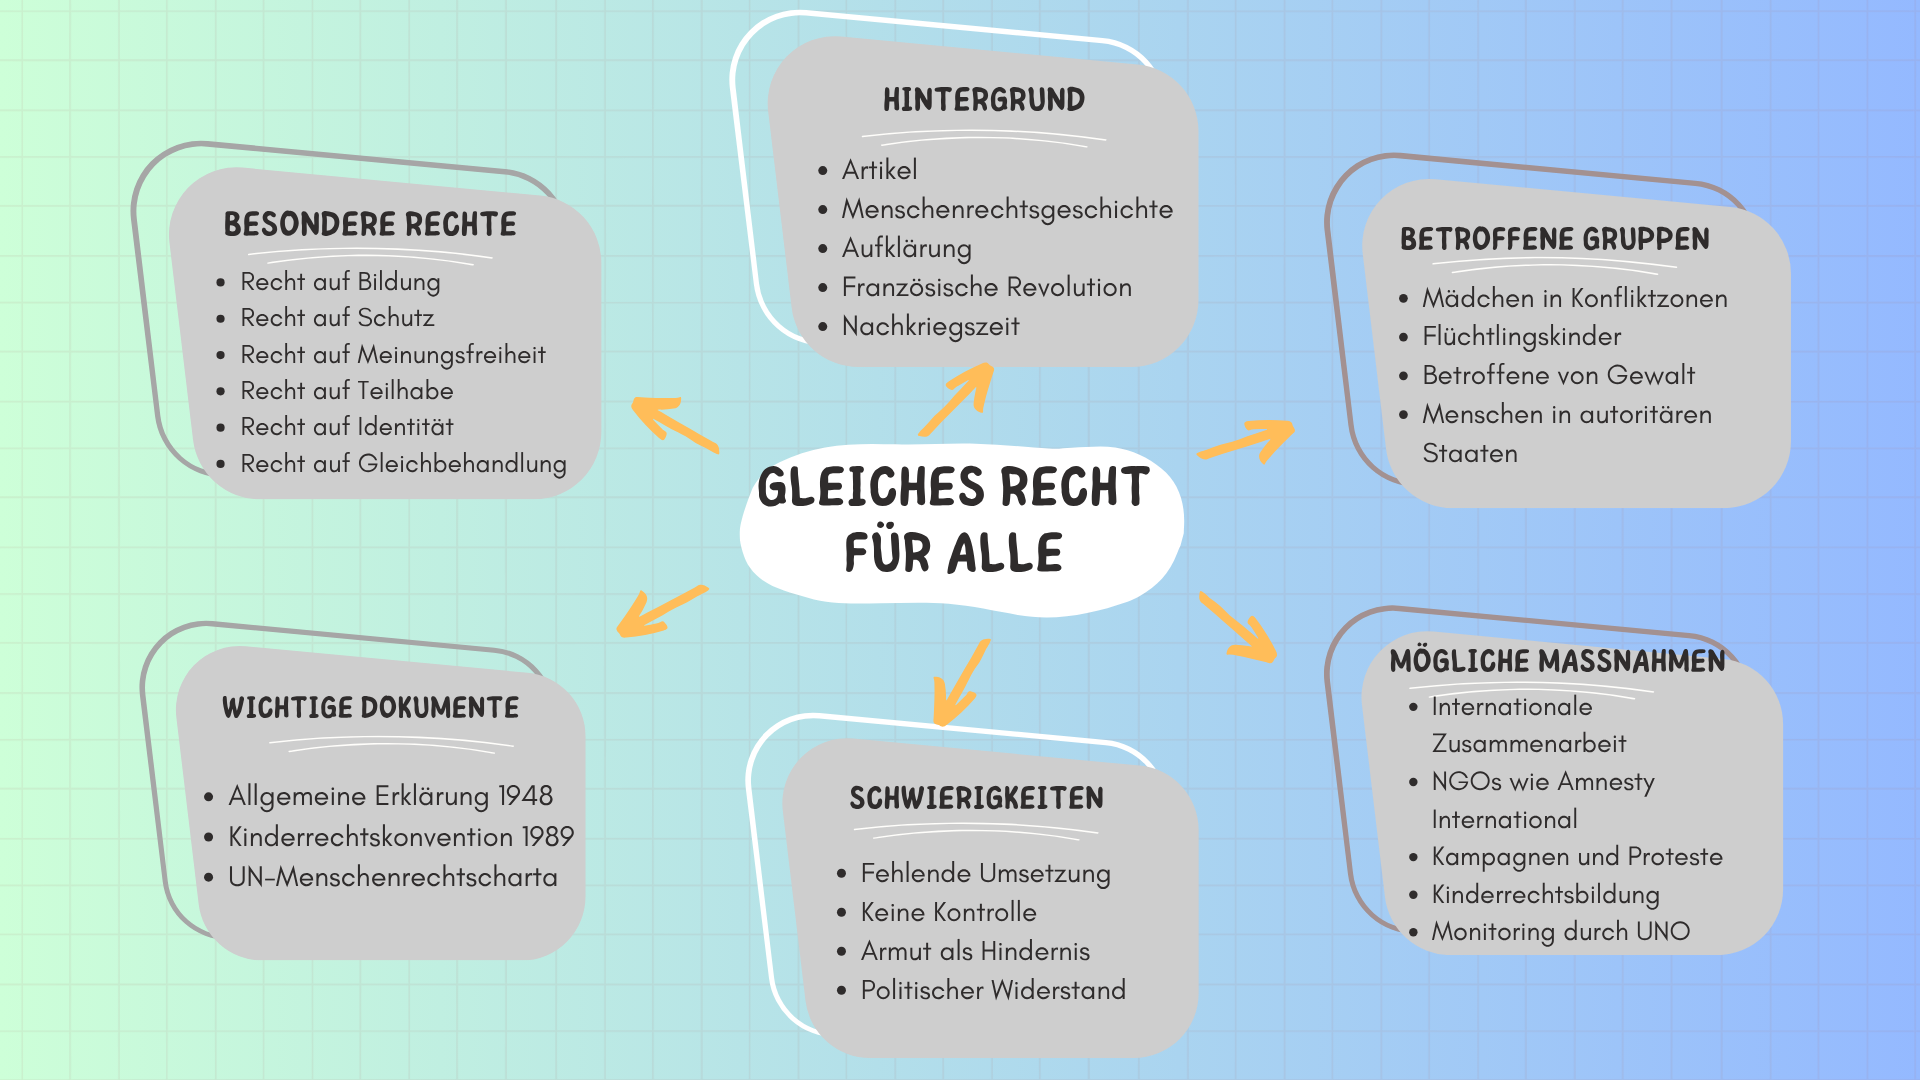 HINTERGRUND
• Artikel
• Menschenrechtsgeschichte
• Aufklärung
• Französische Revolution
• Nachkriegszeit
BESONDERE RECHTE
• Recht auf Bildung
• Recht auf Schutz
• Recht auf Meinungsfreiheit
• Recht auf Teilhabe
• Recht auf Identität
• Recht auf Gleichbehandlung
BETROFFENE GRUPPEN
• Mädchen in Konfliktzonen
• Flüchtlingskinder
• Betroffene von Gewalt
• Menschen in autoritären
Staaten
GLEICHES RECHT
FÜR ALLE
WICHTIGE DOKUMENTE
• Allgemeine Erklärung 1948
• Kinderrechtskonvention 1989
• UN-Menschenrechtscharta
SCHWIERIGKEITEN
• Fehlende Umsetzung
• Keine Kontrolle
• Armut als Hindernis
• Politischer Widerstand
MÖGLICHE MASSNAHMEN
• Internationale
Zusammenarbeit
• NGOs wie Amnesty
International
• Kampagnen und Proteste
• Kinderrechtsbildung
• Monitoring durch UNO